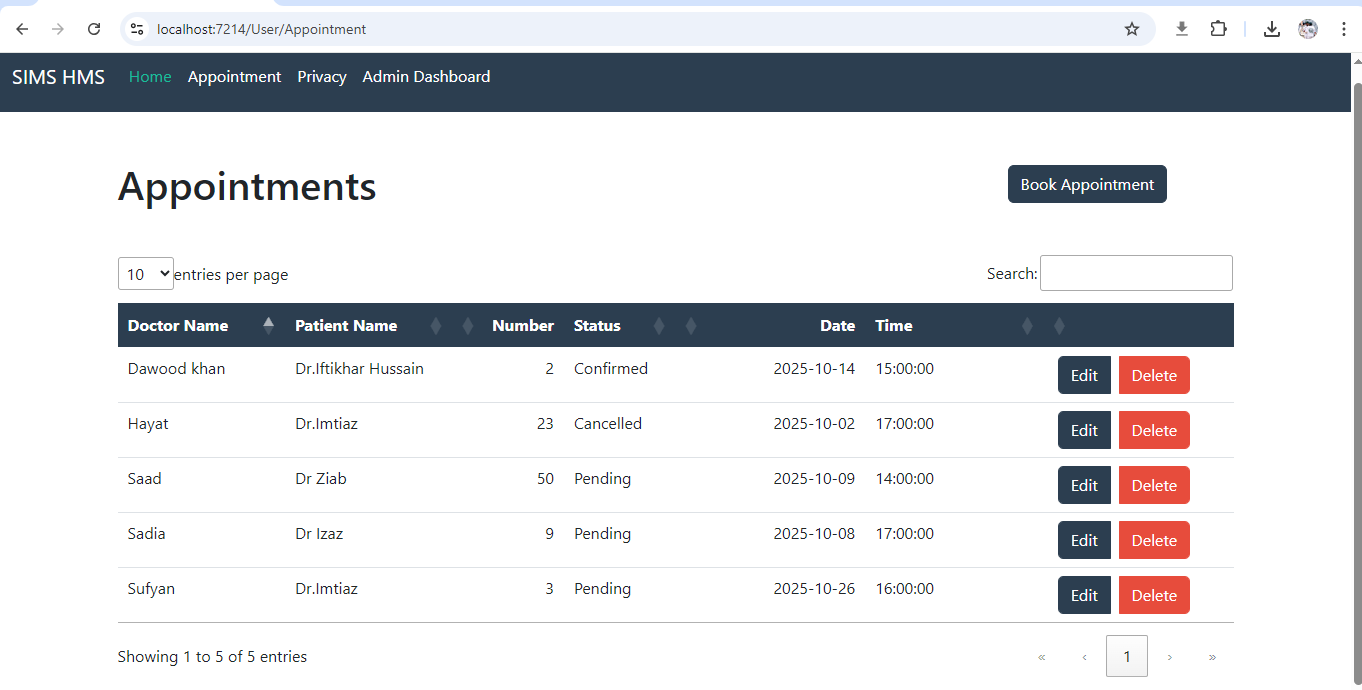 localhost:7214/User/Appointment
SIMS HMS Home Appointment Privacy Admin Dashboard
Appointments
Book Appointment
10 entries per page
Search:
Doctor Name Patient Name Number Status Date Time
Dawood khan Dr.Iftikhar Hussain 2 Confirmed 2025-10-14 15:00:00 Edit Delete
Hayat Dr.Imtiaz 23 Cancelled 2025-10-02 17:00:00 Edit Delete
Saad Dr Ziab 50 Pending 2025-10-09 14:00:00 Edit Delete
Sadia Dr Izaz 9 Pending 2025-10-08 17:00:00 Edit Delete
Sufyan Dr.Imtiaz 3 Pending 2025-10-26 16:00:00 Edit Delete
Showing 1 to 5 of 5 entries
« ‹ 1 › »